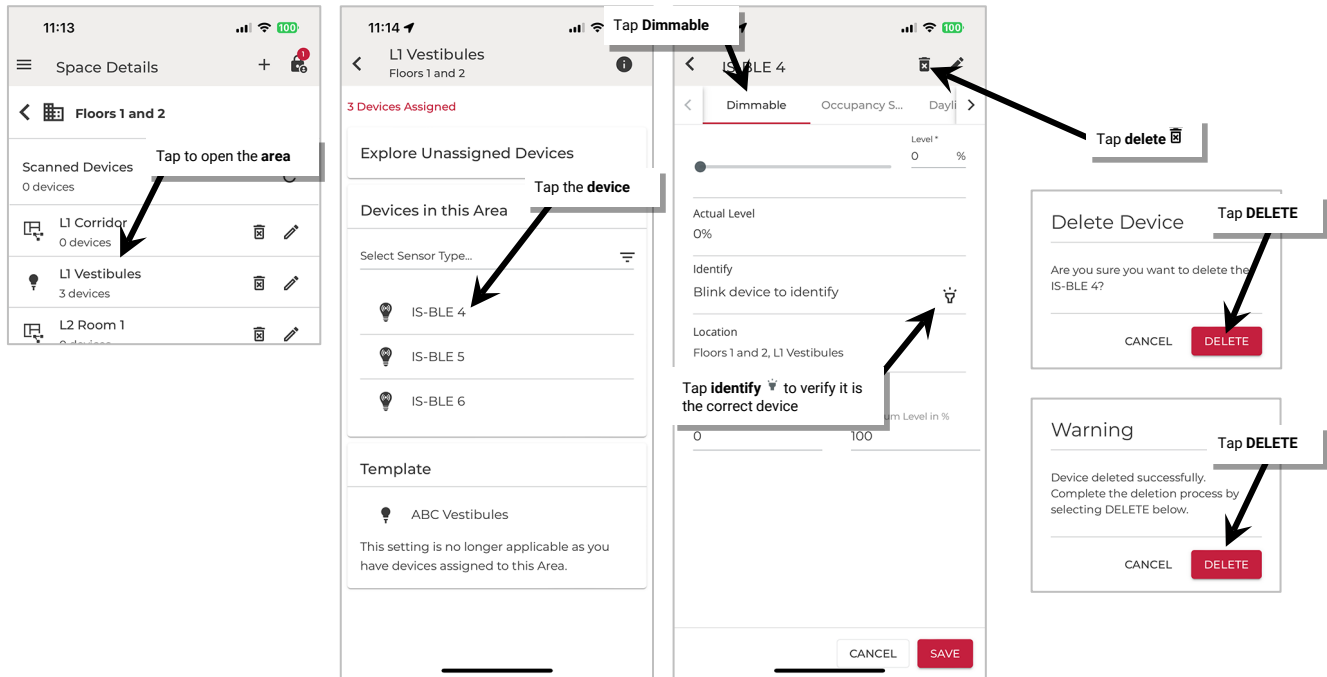 11:13
100
Space Details
1
Floors 1 and 2
Scanned Devices
0 devices
Tap to open the area
L1 Corridor
0 devices
L1 Vestibules
3 devices
L2 Room 1
0 devices
11:14
L1 Vestibules
Floors 1 and 2
3 Devices Assigned
Explore Unassigned Devices
Tap the device
Devices in this Area
Select Sensor Type...
IS-BLE 4
IS-BLE 5
IS-BLE 6
Template
ABC Vestibules
This setting is no longer applicable as you
have devices assigned to this Area.
Tap Dimmable
100
IS-BLE 4
Dimmable
Occupancy S...
Dayli
Level *
0 %
Actual Level
0%
Identify
Blink device to identify
Location
Floors 1 and 2, L1 Vestibules
Tap identify to verify it is
the correct device
um Level in %
0
100
CANCEL
SAVE
Tap delete
Delete Device
Tap DELETE
Are you sure you want to delete the
IS-BLE 4?
CANCEL
DELETE
Warning
Tap DELETE
Device deleted successfully.
Complete the deletion process by
selecting DELETE below.
CANCEL
DELETE